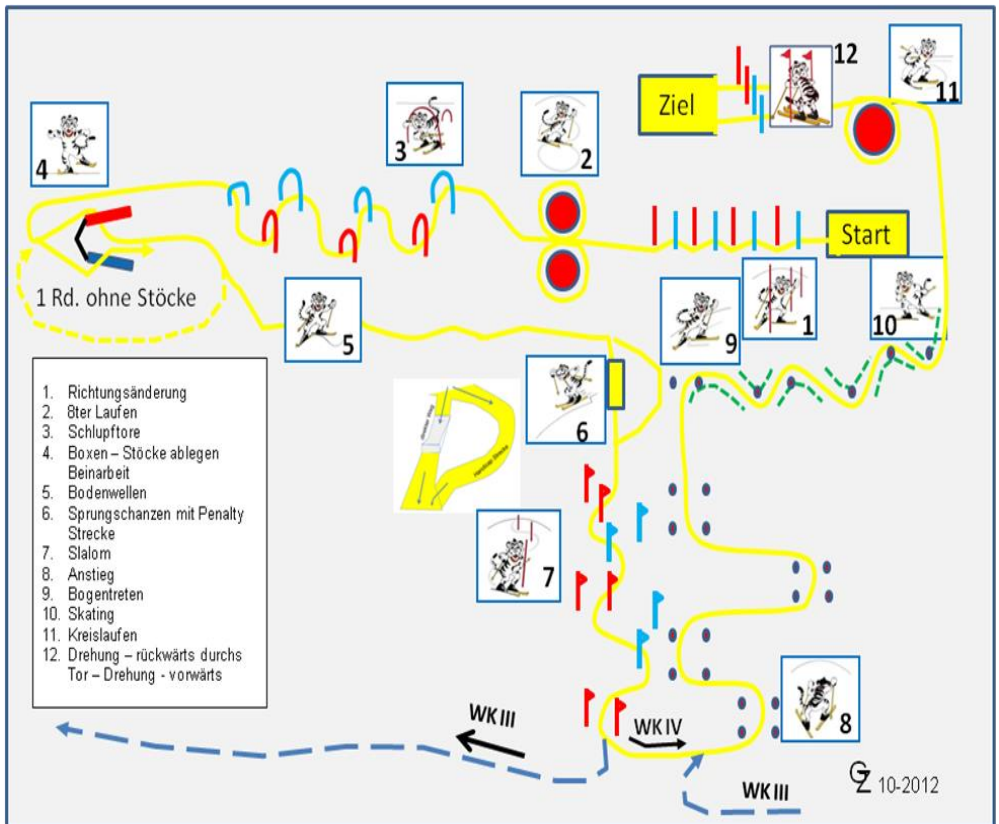 12
11
Ziel
3
2
4
Start
1 Rd. ohne Stöcke
1
9
10
5
6
1. Richtungsänderung
2. 8ter Laufen
3. Schlupftore
4. Boxen – Stöcke ablegen
Beinarbeit
5. Bodenwellen
6. Sprungschanzen mit Penalty
Strecke
7. Slalom
8. Anstieg
9. Bogentreten
10. Skating
11. Kreislaufen
12. Drehung – rückwärts durchs
Tor – Drehung - vorwärts
7
8
WK III
WK IV
WK III
GZ 10-2012